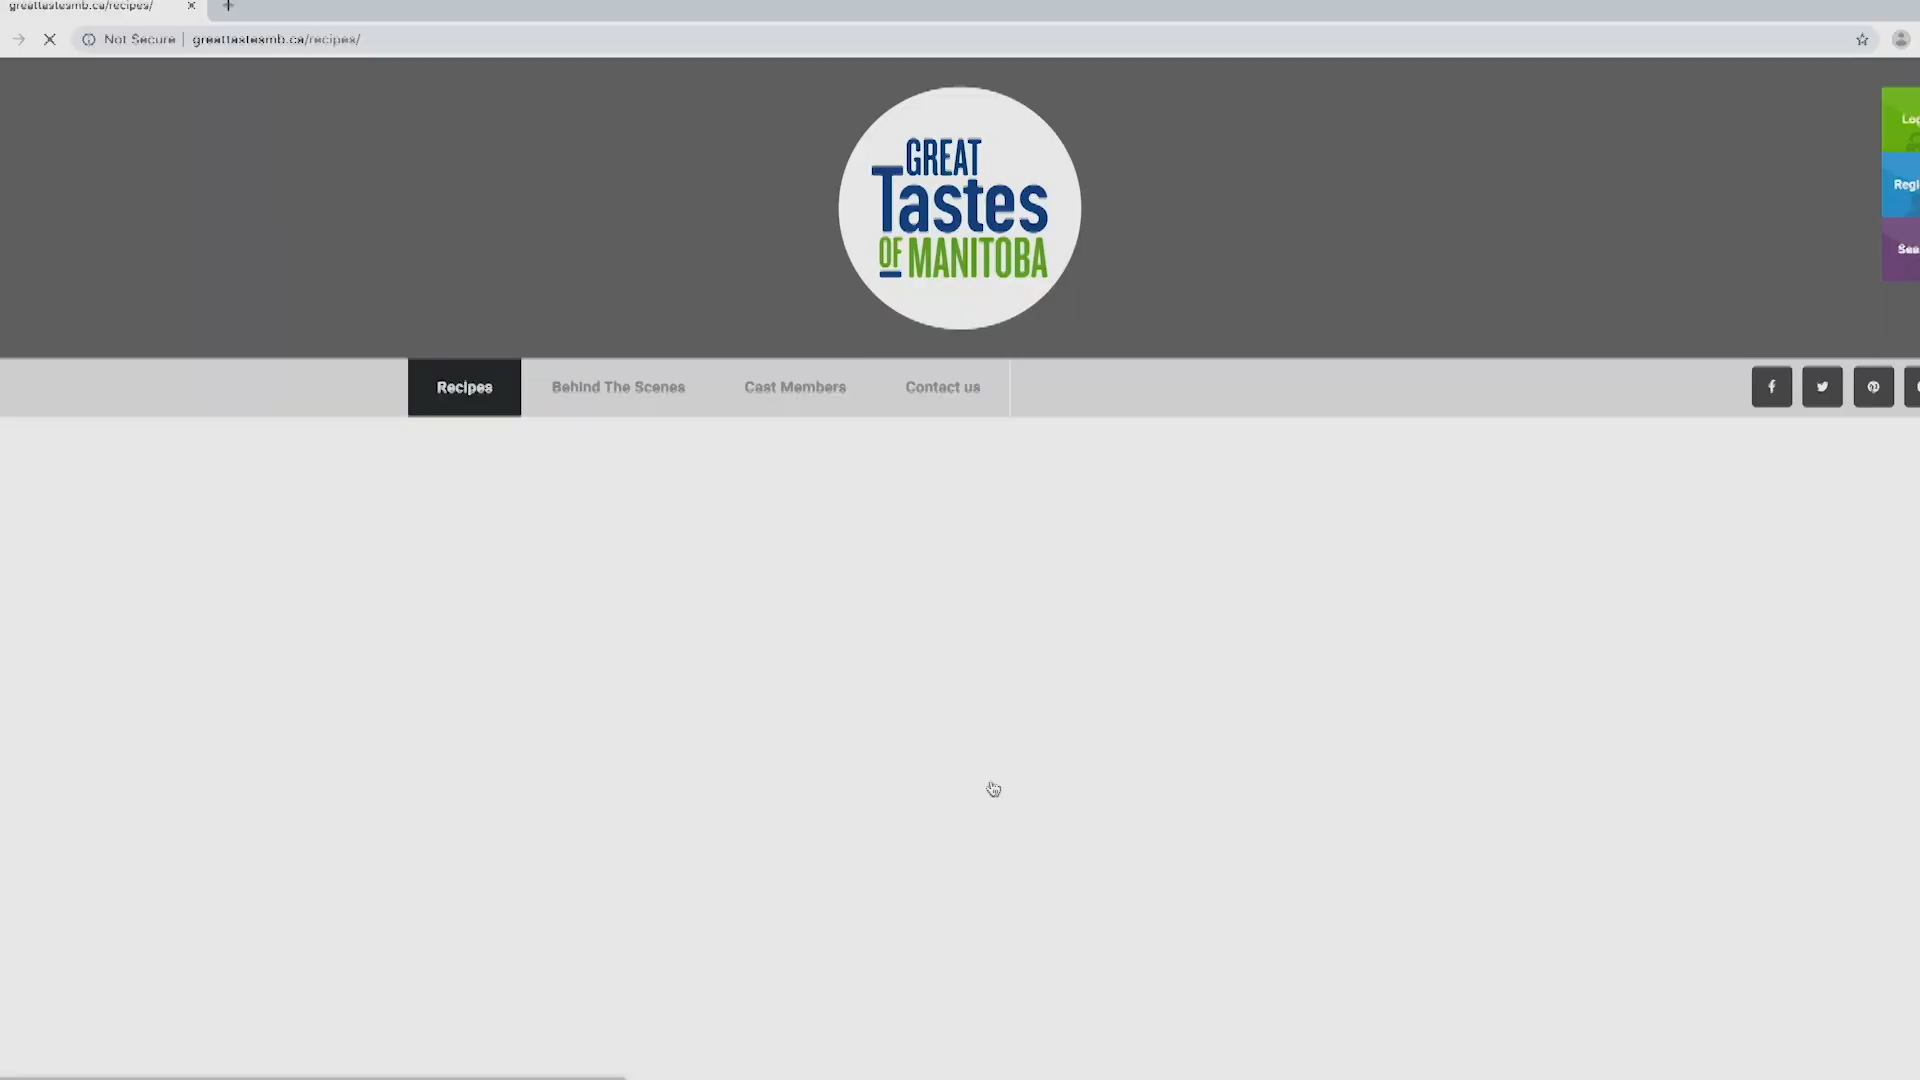 greattastesmb.ca/recipes/
Not Secure | greattastesmb.ca/recipes/
GREAT
Tastes
OF MANITOBA
Recipes
Behind The Scenes
Cast Members
Contact us